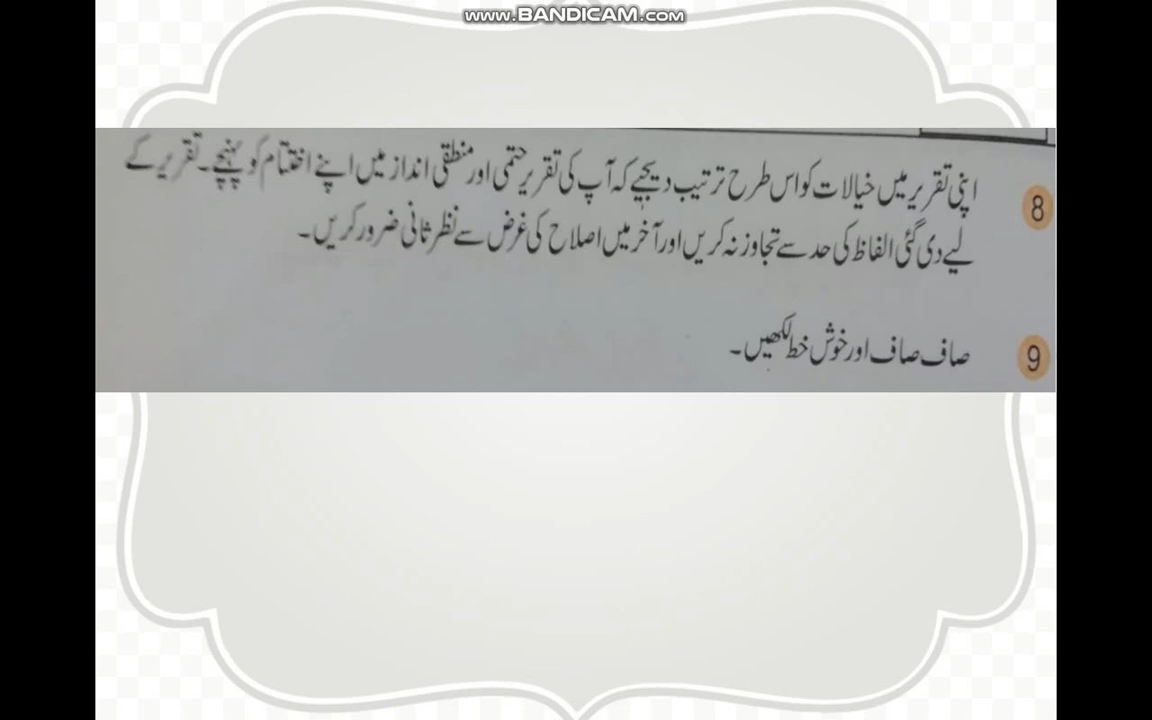 www.BANDICAM.com
8 اپنی تقریر میں خیالات کو اس طرح ترتیب دیجیے کہ آپ کی تقریر حتمی اور منطقی انداز میں اپنے اختتام کو پہنچے۔ تقریر کے
لیے دی گئی الفاظ کی حد سے تجاوز نہ کریں اور آخر میں اصلاح کی غرض سے نظر ثانی ضرور کریں۔
9 صاف صاف اور خوش خط لکھیں۔